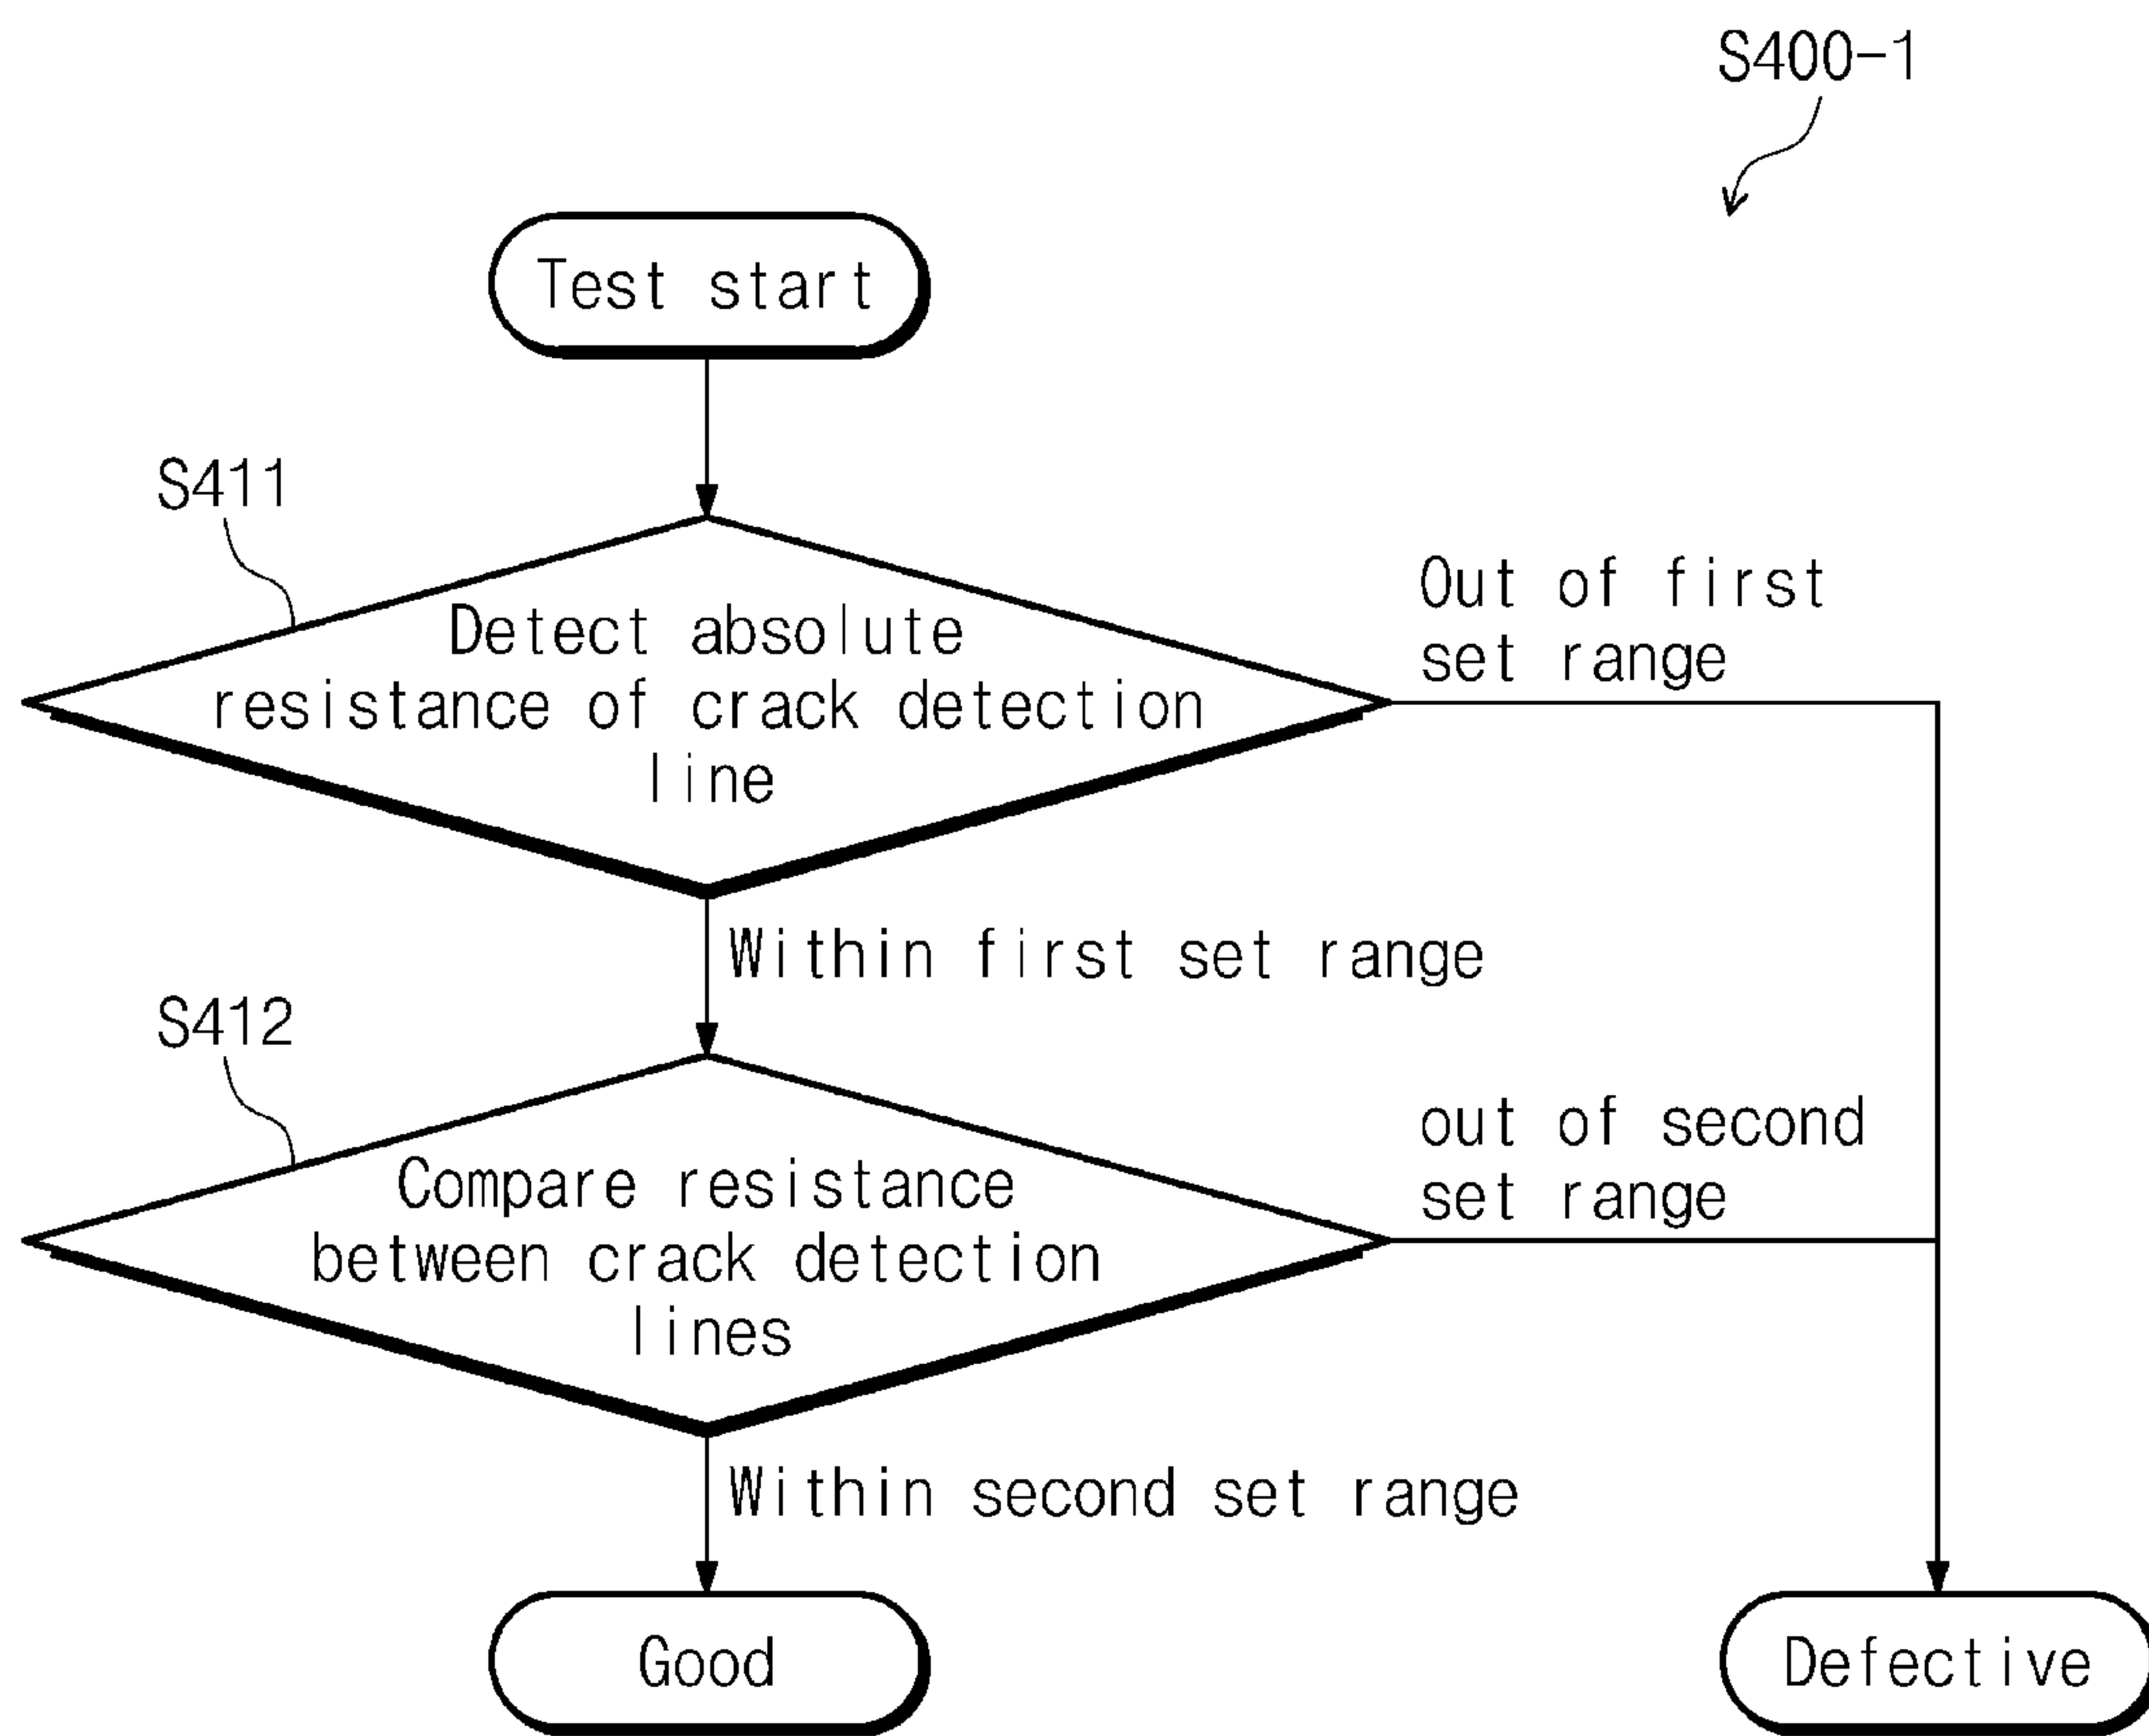 S400-1
Test start
S411
Detect absolute
resistance of crack detection
line
Out of first
set range
Within first set range
S412
Compare resistance
between crack detection
lines
out of second
set range
Within second set range
Good
Defective